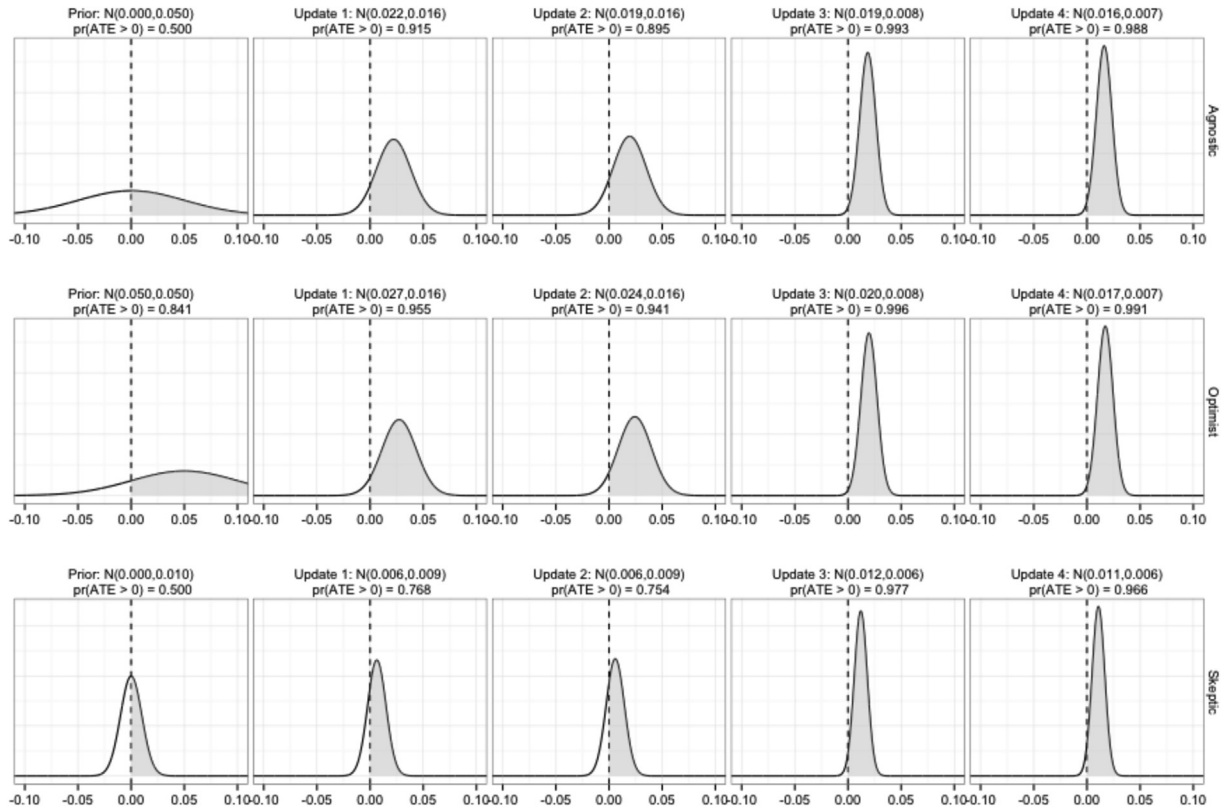 Prior: N(0.000,0.050) Update 1: N(0.022,0.016) Update 2: N(0.019,0.016) Update 3: N(0.019,0.008) Update 4: N(0.016,0.007)
pr(ATE > 0) = 0.500 pr(ATE > 0) = 0.915 pr(ATE > 0) = 0.895 pr(ATE > 0) = 0.993 pr(ATE > 0) = 0.988
Agnostic
-0.10 -0.05 0.00 0.05 0.10 -0.10 -0.05 0.00 0.05 0.10 -0.10 -0.05 0.00 0.05 0.10 -0.10 -0.05 0.00 0.05 0.10 -0.10 -0.05 0.00 0.05 0.10
Prior: N(0.050,0.050) Update 1: N(0.027,0.016) Update 2: N(0.024,0.016) Update 3: N(0.020,0.008) Update 4: N(0.017,0.007)
pr(ATE > 0) = 0.841 pr(ATE > 0) = 0.955 pr(ATE > 0) = 0.941 pr(ATE > 0) = 0.996 pr(ATE > 0) = 0.991
Optimist
-0.10 -0.05 0.00 0.05 0.10 -0.10 -0.05 0.00 0.05 0.10 -0.10 -0.05 0.00 0.05 0.10 -0.10 -0.05 0.00 0.05 0.10 -0.10 -0.05 0.00 0.05 0.10
Prior: N(0.000,0.010) Update 1: N(0.006,0.009) Update 2: N(0.006,0.009) Update 3: N(0.012,0.006) Update 4: N(0.011,0.006)
pr(ATE > 0) = 0.500 pr(ATE > 0) = 0.768 pr(ATE > 0) = 0.754 pr(ATE > 0) = 0.977 pr(ATE > 0) = 0.966
Skeptic
-0.10 -0.05 0.00 0.05 0.10 -0.10 -0.05 0.00 0.05 0.10 -0.10 -0.05 0.00 0.05 0.10 -0.10 -0.05 0.00 0.05 0.10 -0.10 -0.05 0.00 0.05 0.10